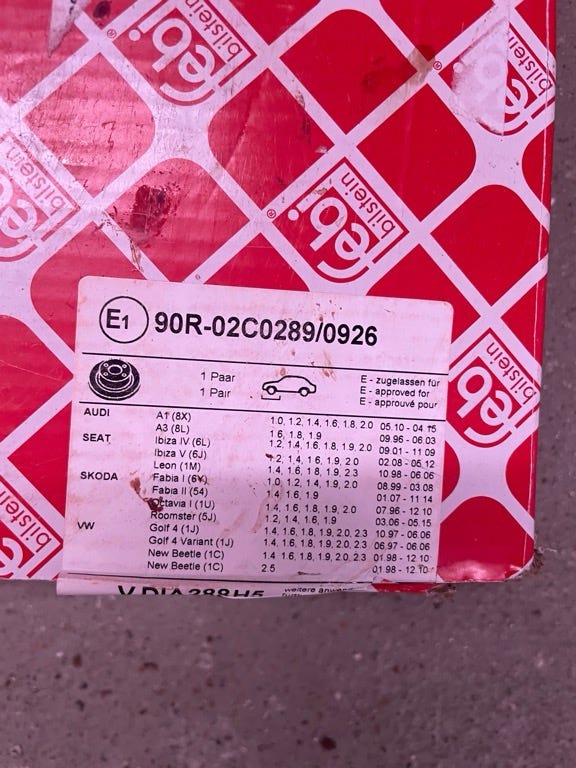 febi bilstein
febi bilstein
febi bilstein
febi bilstein
bilstein
bilstein
E1 90R-02C0289/0926
1 Paar
1 Pair
E - zugelassen für
E - approved for
E - approuvé pour
AUDI A1 (8X) 1.0, 1.2, 1.4, 1.6, 1.8, 2.0 05.10 - 04.15
A3 (8L) 1.6, 1.8, 1.9 09.96 - 06.03
SEAT Ibiza IV (6L) 1.2, 1.4, 1.6, 1.8, 1.9, 2.0 09.01 - 11.09
Ibiza V (6J) 1.2, 1.4, 1.6, 1.9, 2.0 02.08 - 05.12
Leon (1M) 1.4, 1.6, 1.8, 1.9, 2.3 10.98 - 06.06
SKODA Fabia I (6Y) 1.0, 1.2, 1.4, 1.9, 2.0 08.99 - 03.08
Fabia II (54) 1.4, 1.6, 1.9 01.07 - 11.14
Octavia I (1U) 1.4, 1.6, 1.8, 1.9, 2.0 07.96 - 12.10
Roomster (5J) 1.2, 1.4, 1.6, 1.9 03.06 - 05.15
VW Golf 4 (1J) 1.4, 1.6, 1.8, 1.9, 2.0, 2.3 10.97 - 06.06
Golf 4 Variant (1J) 1.4, 1.6, 1.8, 1.9, 2.0, 2.3 06.97 - 06.06
New Beetle (1C) 1.4, 1.6, 1.8, 1.9, 2.0, 2.3 01.98 - 12.10
New Beetle (1C) 2.5 01.98 - 12.10
weitere